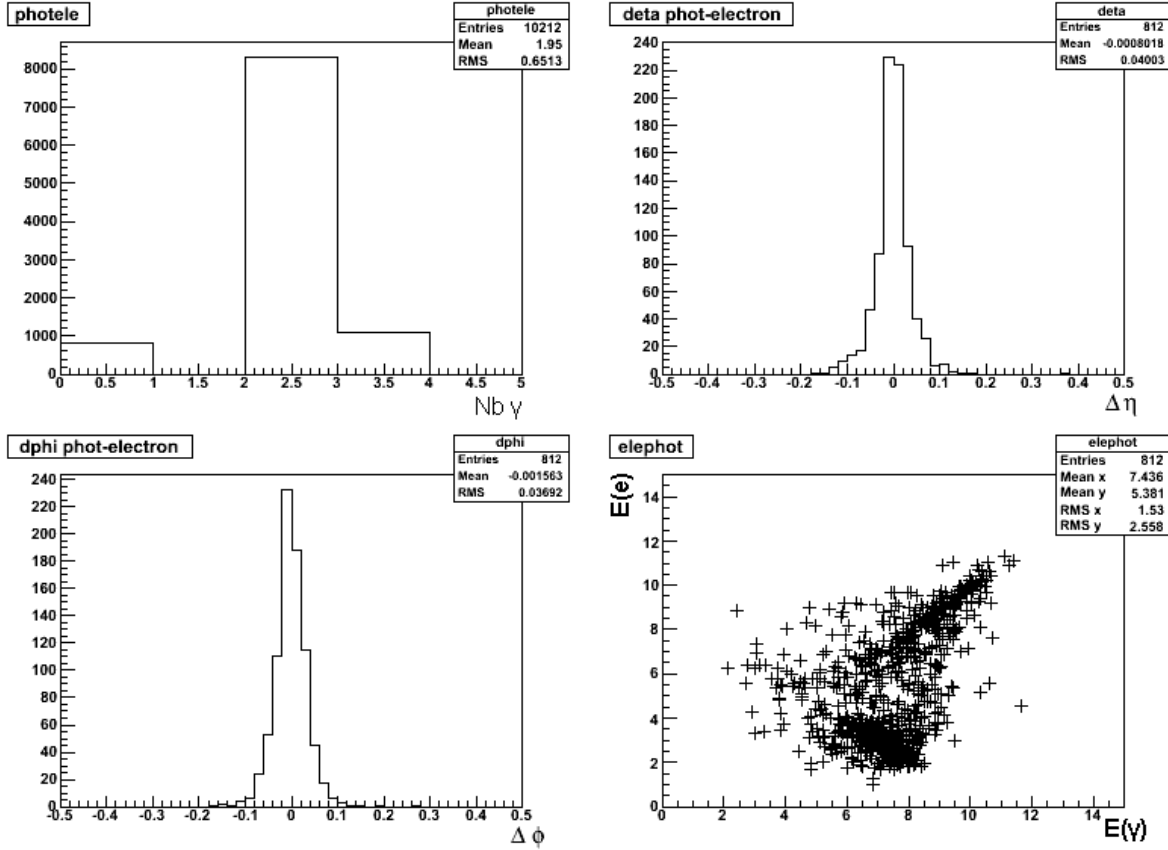 photele
photele
Entries 10212
Mean 1.95
RMS 0.6513
8000
7000
6000
5000
4000
3000
2000
1000
0
0 0.5 1 1.5 2 2.5 3 3.5 4 4.5 5
Nb γ
deta phot-electron
deta
Entries 812
Mean -0.0008018
RMS 0.04003
240
220
200
180
160
140
120
100
80
60
40
20
0
-0.5 -0.4 -0.3 -0.2 -0.1 0 0.1 0.2 0.3 0.4 0.5
Δ η
dphi phot-electron
dphi
Entries 812
Mean -0.001563
RMS 0.03692
240
220
200
180
160
140
120
100
80
60
40
20
0
-0.5 -0.4 -0.3 -0.2 -0.1 0 0.1 0.2 0.3 0.4 0.5
Δ ϕ
elephot
elephot
Entries 812
Mean x 7.436
Mean y 5.381
RMS x 1.53
RMS y 2.558
E(e)
14
12
10
8
6
4
2
0
0 2 4 6 8 10 12 14
E(γ)